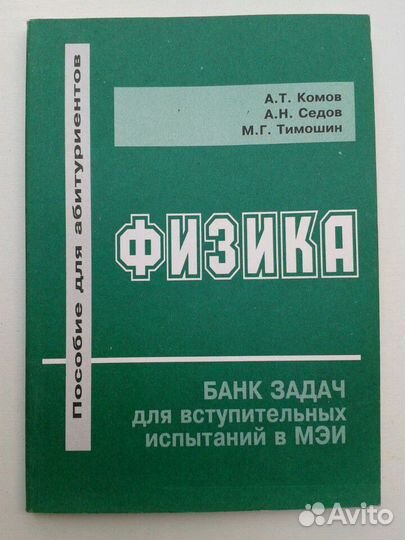 А.Т. Комов
А.Н. Седов
М.Г. Тимошин
Пособие для абитуриентов
ФИЗИКА
БАНК ЗАДАЧ
для вступительных
испытаний в МЭИ
Avito